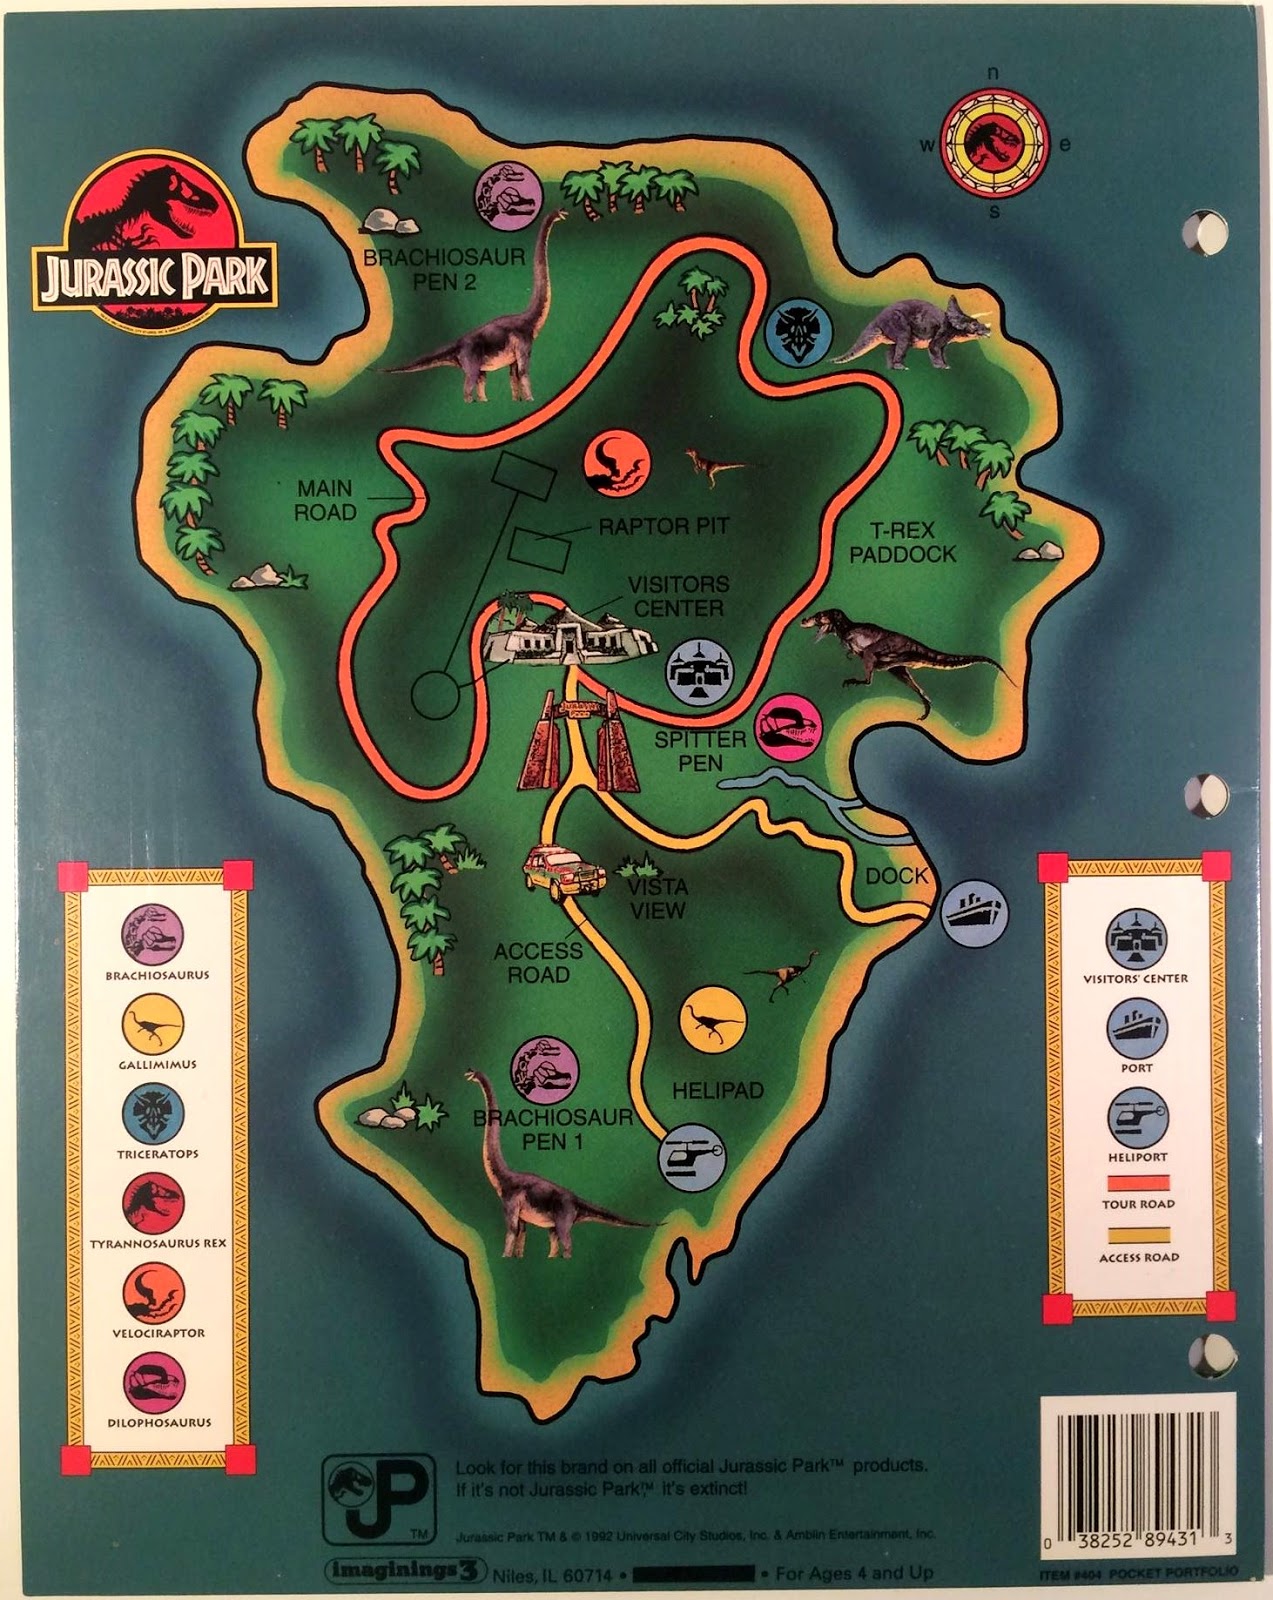 n
w e
s
JURASSIC PARK
BRACHIOSAUR
PEN 2
MAIN
ROAD
RAPTOR PIT
T-REX
PADDOCK
VISITORS
CENTER
JURASSIC
PARK
SPITTER
PEN
DOCK
VISTA
VIEW
ACCESS
ROAD
HELIPAD
BRACHIOSAUR
PEN 1
BRACHIOSAURUS
GALLIMIMUS
TRICERATOPS
TYRANNOSAURUS REX
VELOCIRAPTOR
DILOPHOSAURUS
VISITORS' CENTER
PORT
HELIPORT
TOUR ROAD
ACCESS ROAD
JP TM
Look for this brand on all official Jurassic Park™ products.
If it's not Jurassic Park™, it's extinct!
Jurassic Park TM & © 1992 Universal City Studios, Inc. & Amblin Entertainment, Inc.
imaginings 3 Niles, IL 60714 • • For Ages 4 and Up
0 38252 89431 3
ITEM #404 POCKET PORTFOLIO